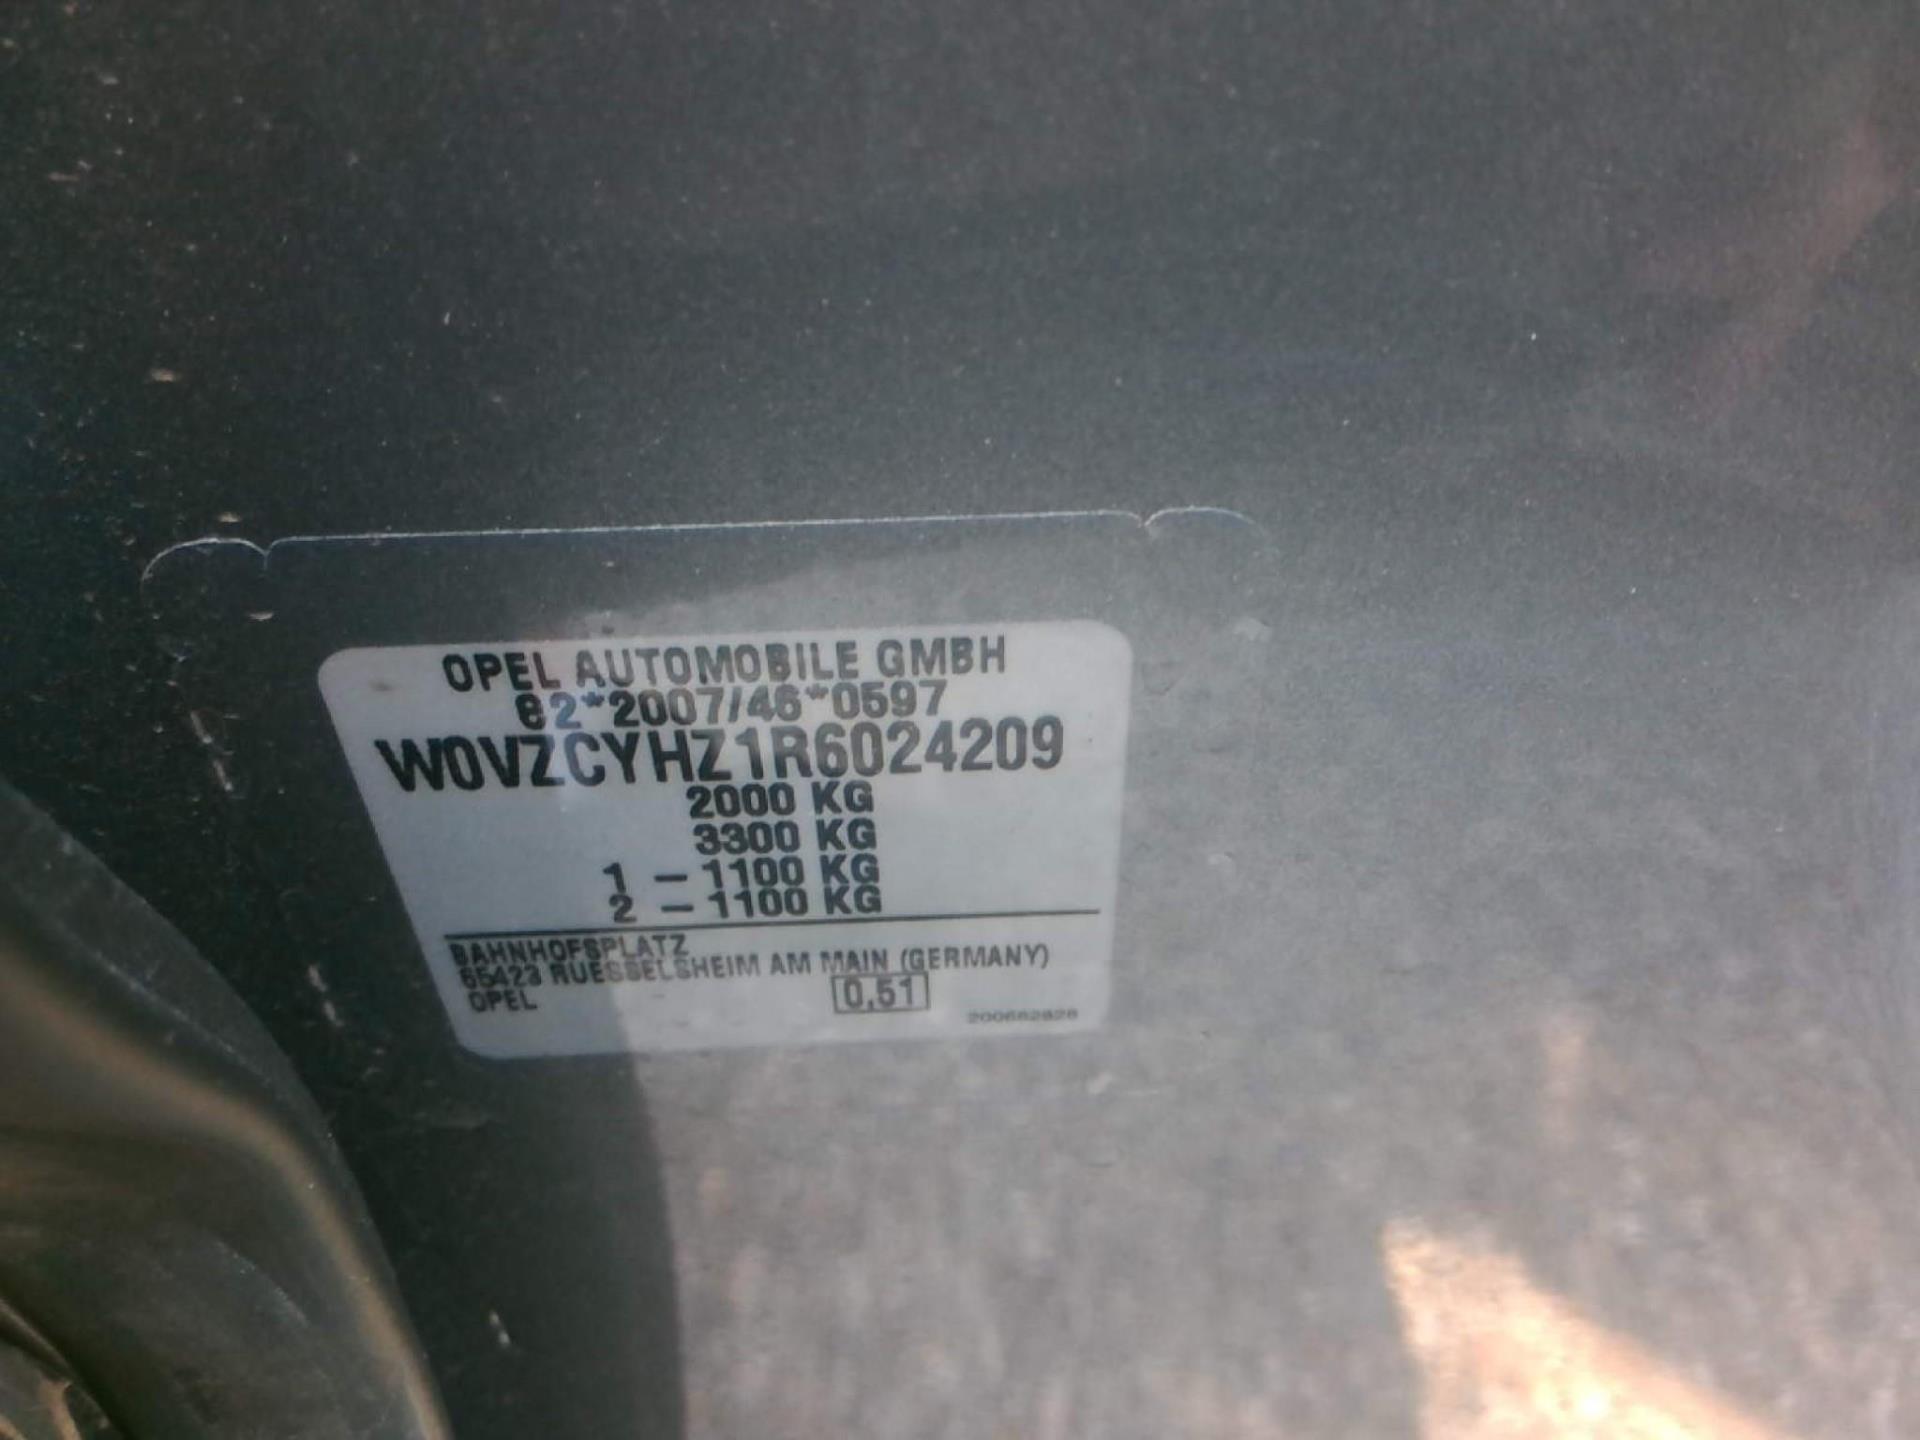 OPEL AUTOMOBILE GMBH
e2*2007/46*0597
W0VZCYHZ1R6024209
2000 KG
3300 KG
1 - 1100 KG
2 - 1100 KG
BAHNHOFSPLATZ
65423 RUESSELSHEIM AM MAIN (GERMANY)
OPEL 0,51
200682828